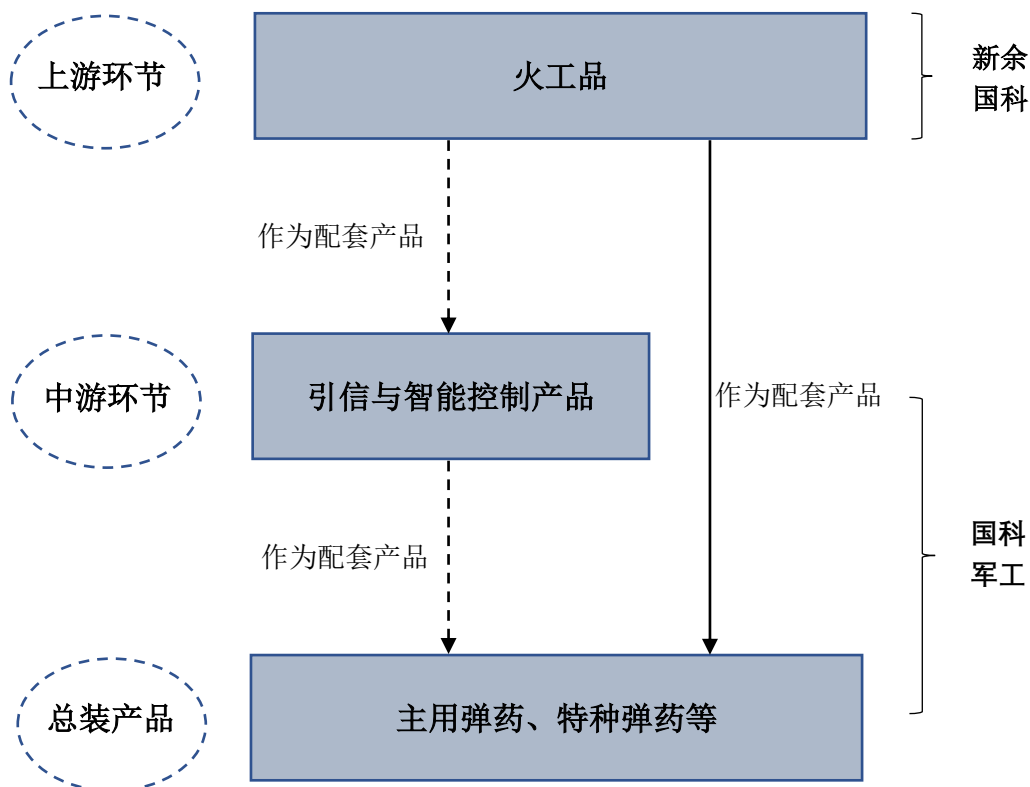 上游环节
火工品
新余
国科
作为配套产品
中游环节
引信与智能控制产品
作为配套产品
作为配套产品
国科
军工
总装产品
主用弹药、特种弹药等